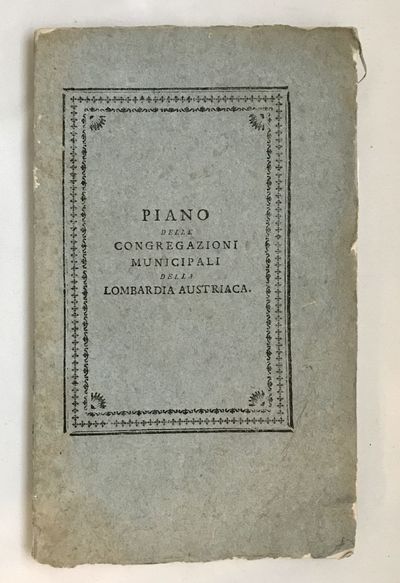 PIANO
DELLE
CONGREGAZIONI
MUNICIPALI
DELLA
LOMBARDIA AUSTRIACA.